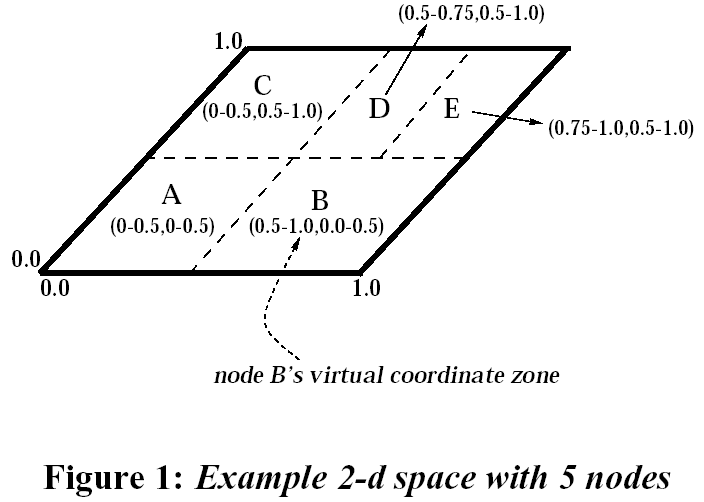 (0.5-0.75,0.5-1.0)
1.0
C
(0-0.5,0.5-1.0)
D
E
(0.75-1.0,0.5-1.0)
A
(0-0.5,0-0.5)
B
(0.5-1.0,0.0-0.5)
0.0
0.0
1.0
node B's virtual coordinate zone
Figure 1: Example 2-d space with 5 nodes